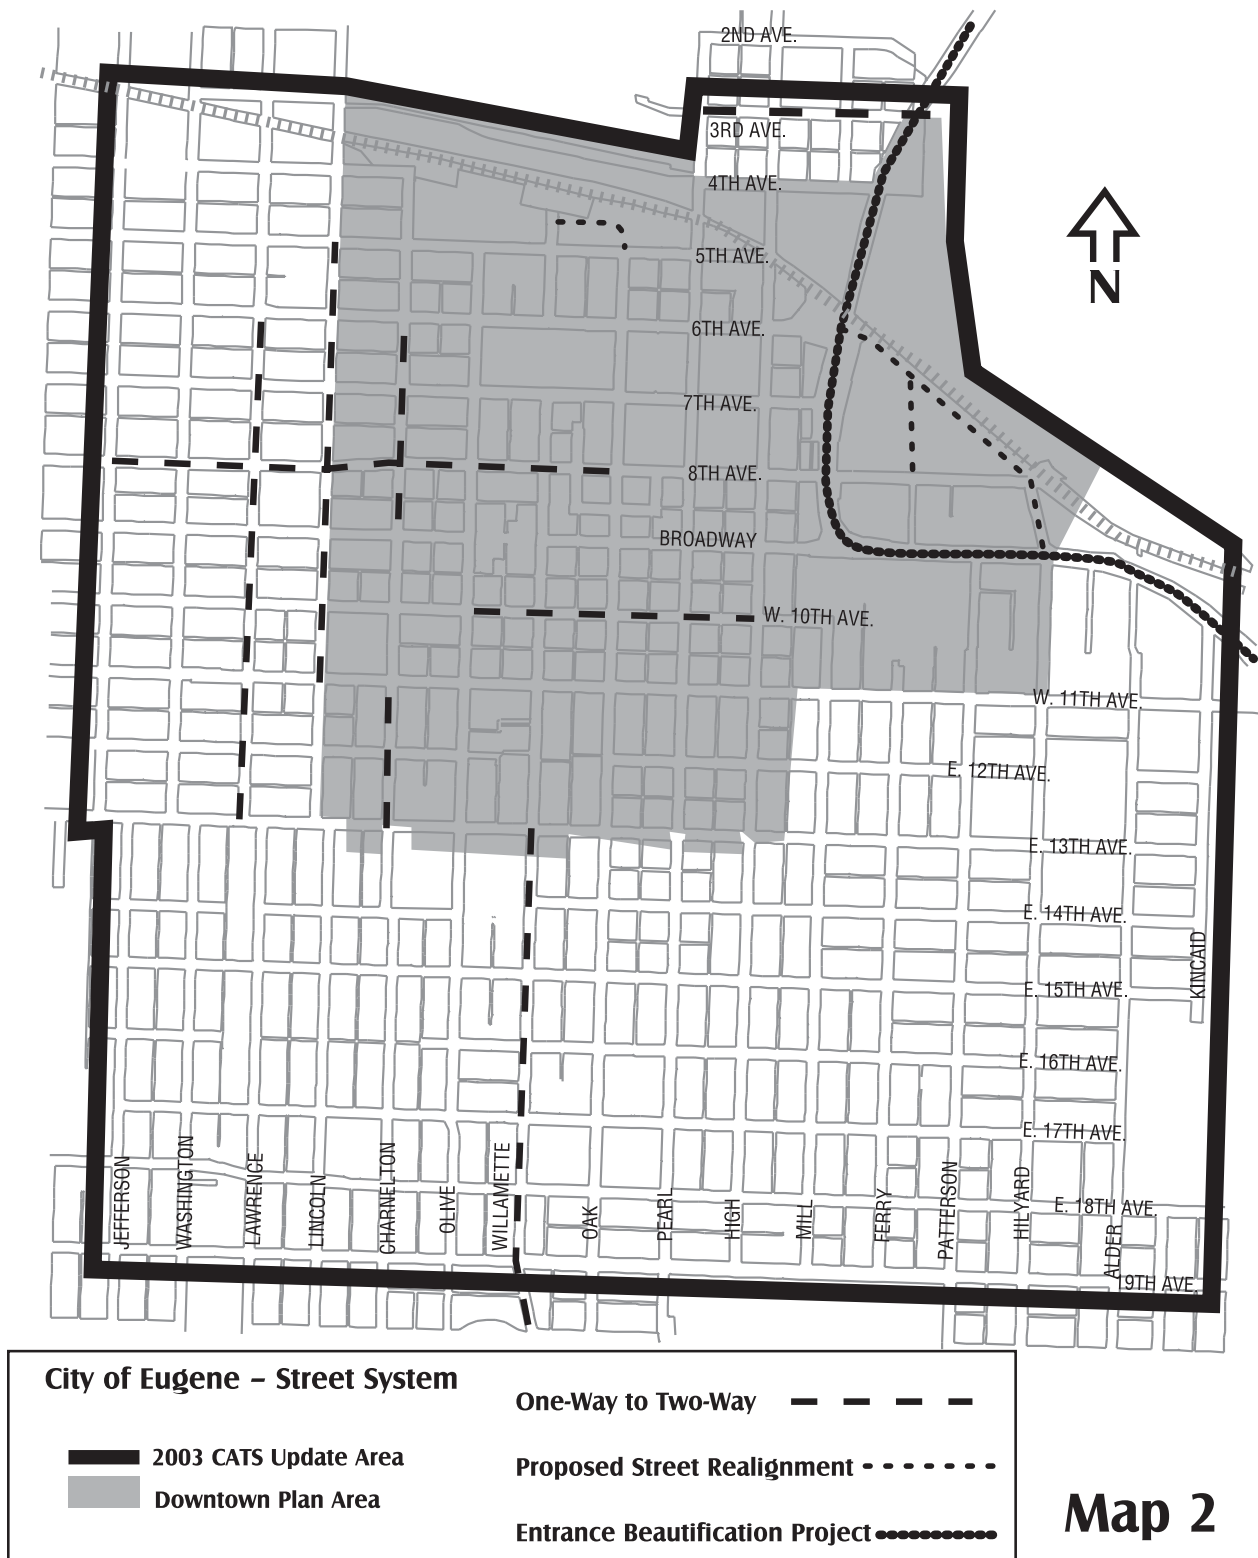 2ND AVE.
3RD AVE.
4TH AVE.
5TH AVE.
6TH AVE.
7TH AVE.
8TH AVE.
BROADWAY
W. 10TH AVE.
W. 11TH AVE.
E. 12TH AVE.
E. 13TH AVE.
E. 14TH AVE.
E. 15TH AVE.
E. 16TH AVE.
E. 17TH AVE.
E. 18TH AVE.
19TH AVE.
N
KINCAID
JEFFERSON
WASHINGTON
LAWRENCE
LINCOLN
CHARNELTON
OLIVE
WILLAMETTE
OAK
PEARL
HIGH
MILL
FERRY
PATTERSON
HILYARD
ALDER
City of Eugene – Street System
2003 CATS Update Area
Downtown Plan Area
One-Way to Two-Way
Proposed Street Realignment
Entrance Beautification Project
Map 2